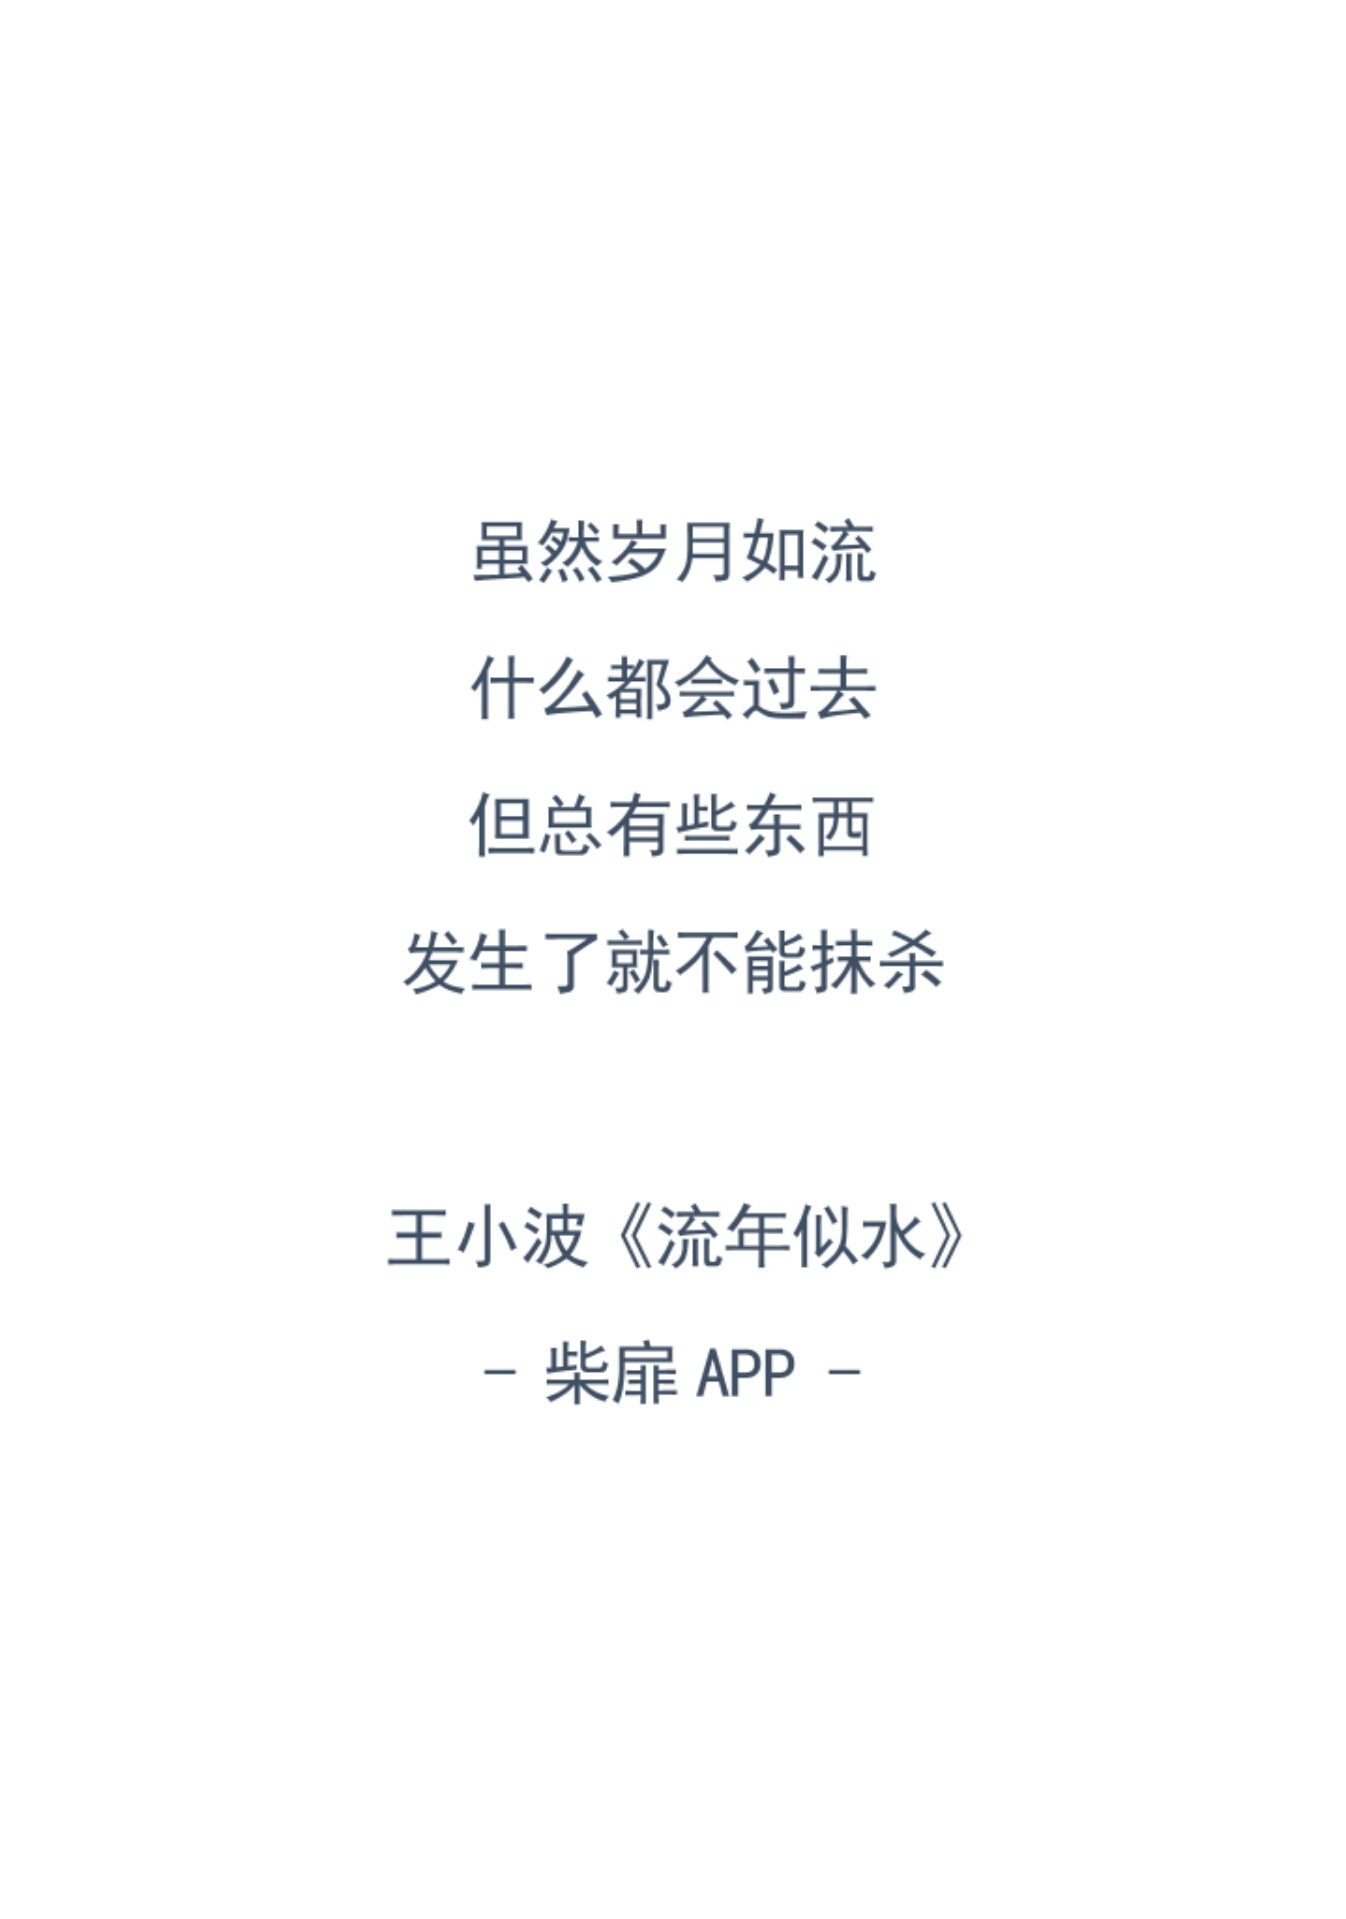 虽然岁月如流
什么都会过去
但总有些东西
发生了就不能抹杀
王小波《流年似水》
- 柴扉 APP -